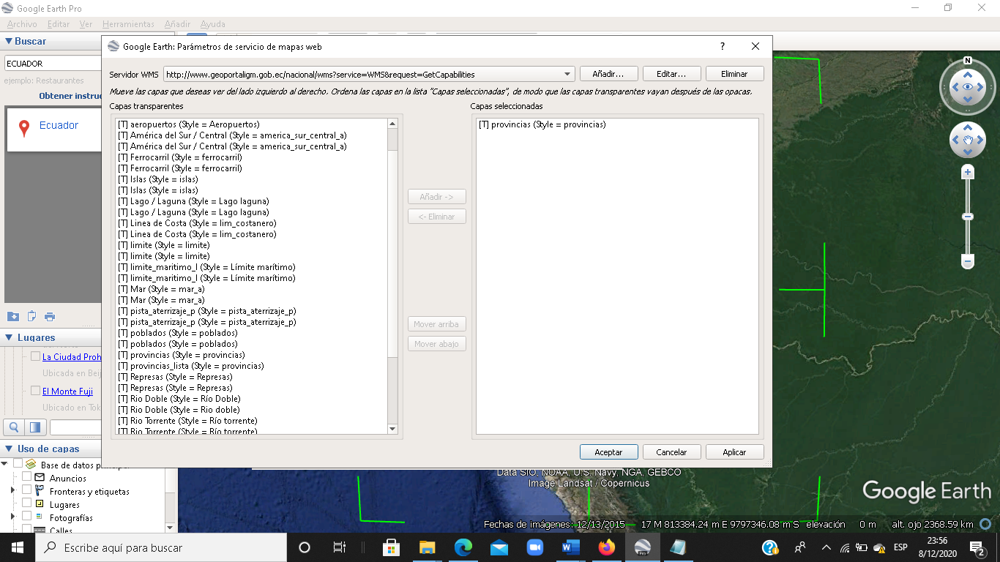 Google Earth Pro
Archivo Editar Ver Herramientas Añadir Ayuda
Buscar
ECUADOR
ejemplo: Restaurantes
Ecuador
Lugares
La Ciudad Proh
Ubicada en Beij
El Monte Fuji
Ubicado en Tok
Uso de capas
Base de datos
Anuncios
Fronteras y etiquetas
Lugares
Fotografías
Calles
Google Earth: Parámetros de servicio de mapas web
?
Servidor WMS http://www.geoportaligm.gob.ec/nacional/wms?service=WMS&request=GetCapabilities Añadir... Editar... Eliminar
Mueve las capas que deseas ver del lado izquierdo al derecho. Ordena las capas en la lista "Capas seleccionadas", de modo que las capas transparentes vayan después de las opacas.
Capas transparentes
[T] aeropuertos (Style = Aeropuertos)
[T] América del Sur / Central (Style = america_sur_central_a)
[T] América del Sur / Central (Style = america_sur_central_a)
[T] Ferrocarril (Style = ferrocarril)
[T] Ferrocarril (Style = ferrocarril)
[T] Islas (Style = islas)
[T] Islas (Style = islas)
[T] Lago / Laguna (Style = Lago laguna)
[T] Lago / Laguna (Style = Lago laguna)
[T] Linea de Costa (Style = lim_costanero)
[T] Linea de Costa (Style = lim_costanero)
[T] limite (Style = limite)
[T] limite (Style = limite)
[T] limite_maritimo_l (Style = Límite marítimo)
[T] limite_maritimo_l (Style = Límite marítimo)
[T] Mar (Style = mar_a)
[T] Mar (Style = mar_a)
[T] pista_aterrizaje_p (Style = pista_aterrizaje_p)
[T] pista_aterrizaje_p (Style = pista_aterrizaje_p)
[T] poblados (Style = poblados)
[T] poblados (Style = poblados)
[T] provincias (Style = provincias)
[T] provincias_lista (Style = provincias)
[T] Represas (Style = Represas)
[T] Represas (Style = Represas)
[T] Rio Doble (Style = Río Doble)
[T] Rio Doble (Style = Rio doble)
[T] Rio Torrente (Style = Río torrente)
[T] Rio Torrente (Style = Río torrente)
Añadir ->
<- Eliminar
Mover arriba
Mover abajo
Capas seleccionadas
[T] provincias (Style = provincias)
Aceptar Cancelar Aplicar
Obtener instruc
N
Data SIO, NOAA, U.S. Navy, NGA, GEBCO
Image Landsat / Copernicus
Google Earth
Fechas de imágenes: 12/13/2015 17 M 813384.24 m E 9797346.08 m S elevación 0 m alt. ojo 2368.59 km
Escribe aquí para buscar
Pro
ESP
23:56
8/12/2020
2